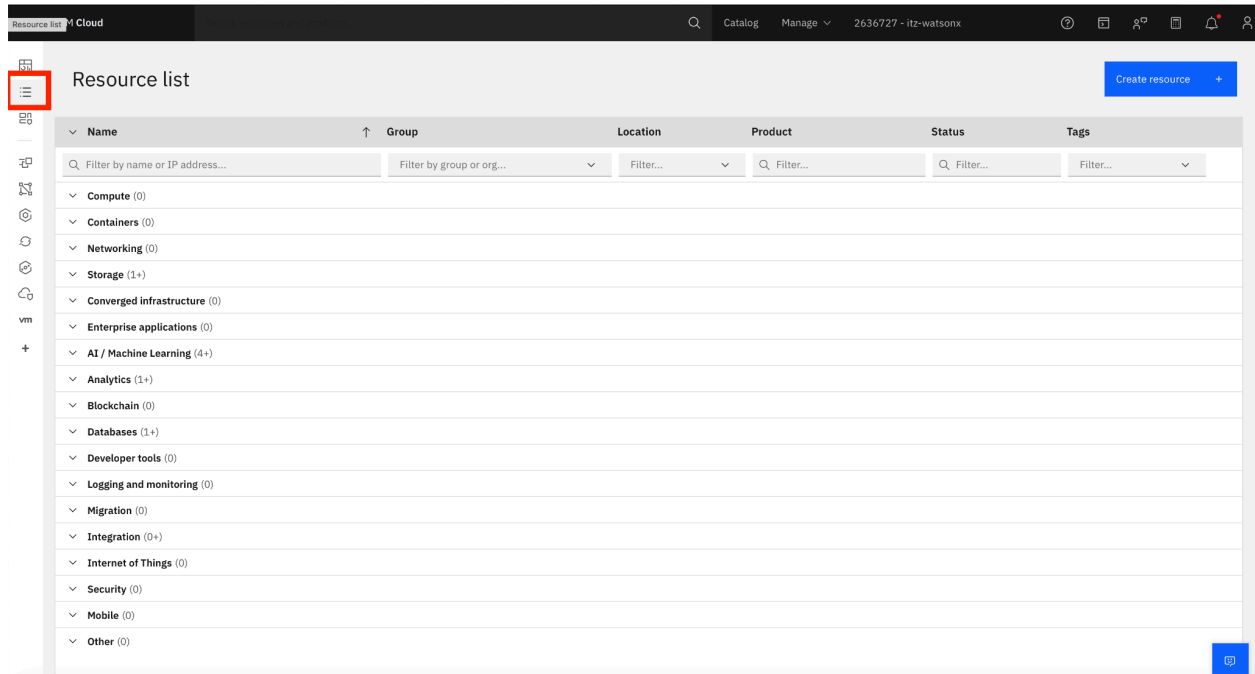 Resource list
M Cloud
Catalog
Manage
2636727 - itz-watsonx
Resource list
Create resource +
Name
Group
Location
Product
Status
Tags
Filter by name or IP address...
Filter by group or org...
Filter...
Filter...
Filter...
Filter...
Compute (0)
Containers (0)
Networking (0)
Storage (1+)
Converged infrastructure (0)
Enterprise applications (0)
vm
AI / Machine Learning (4+)
Analytics (1+)
Blockchain (0)
Databases (1+)
Developer tools (0)
Logging and monitoring (0)
Migration (0)
Integration (0+)
Internet of Things (0)
Security (0)
Mobile (0)
Other (0)